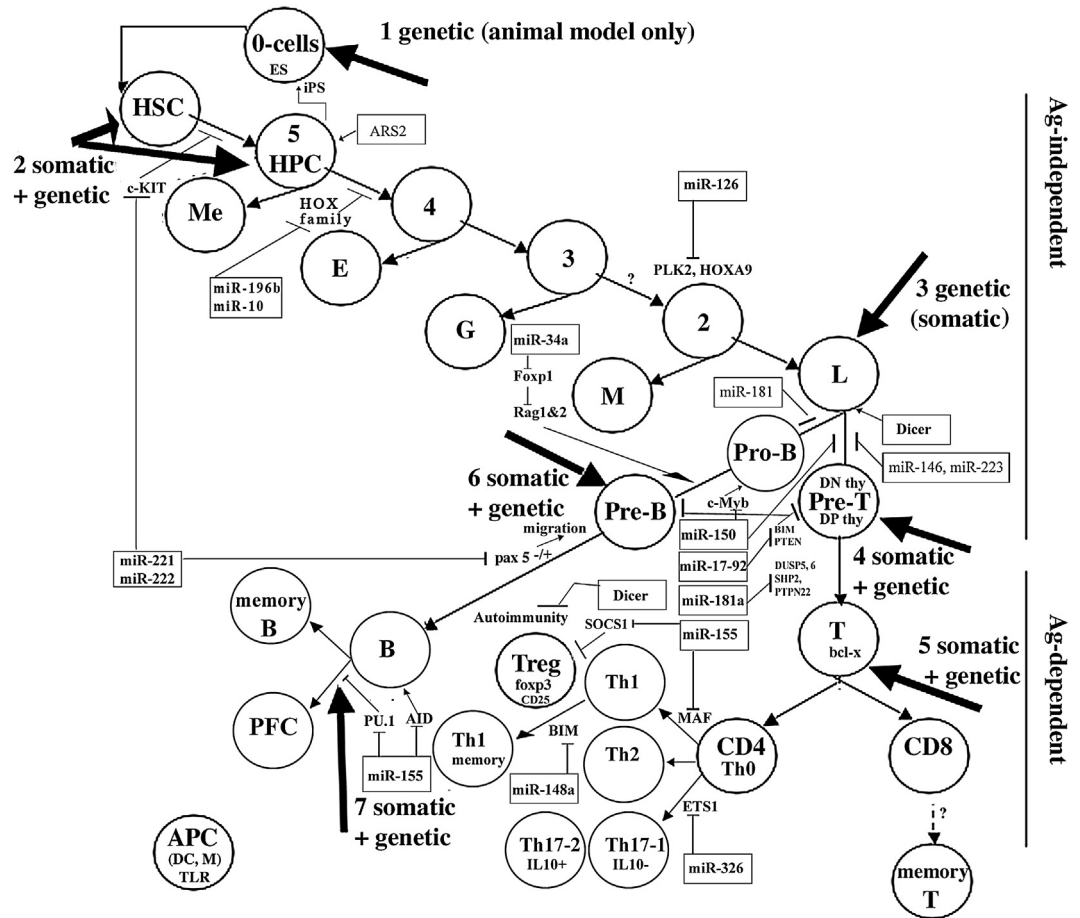 1 genetic (animal model only)
0-cells
ES
iPS
HSC
ARS2
5
HPC
2 somatic
+ genetic
c-KIT
Me
HOX
family
4
miR-126
E
3
miR-196b
miR-10
?
PLK2, HOXA9
Ag-independent
3 genetic
(somatic)
G
miR-34a
2
Foxp1
M
L
miR-181
Rag1&2
Dicer
Pro-B
miR-146, miR-223
6 somatic
+ genetic
DN thy
Pre-T
DP thy
Pre-B
c-Myb
migration
miR-150
BIM
PTEN
pax 5 -/+
miR-221
miR-222
miR-17-92
4 somatic
+ genetic
DUSP5, 6
SHP2,
PTPN22
miR-181a
memory
B
Dicer
Autoimmunity
SOCS1
miR-155
T
bcl-x
5 somatic
+ genetic
Ag-dependent
B
Treg
foxp3
CD25
Th1
PU.1
AID
MAF
PFC
BIM
Th1
memory
Th2
CD4
Th0
CD8
miR-155
miR-148a
7 somatic
+ genetic
ETS1
?
APC
(DC, M)
TLR
Th17-2
IL10+
Th17-1
IL10-
miR-326
memory
T